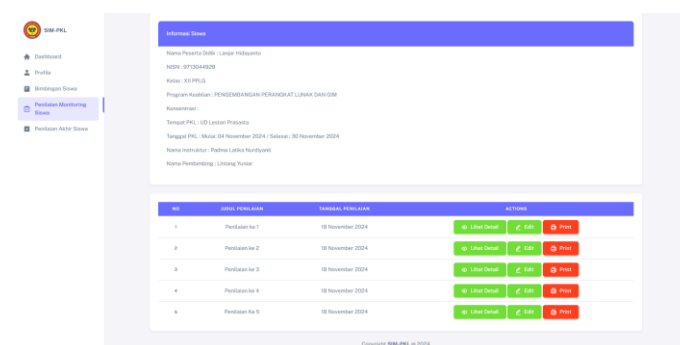 SIM-PKL
Dashboard
Profile
Bimbingan Siswa
Penilaian Monitoring
Siswa
Penilaian Akhir Siswa
Informasi Siswa
Nama Peserta Didik : Lanjar Hidayanto
NISN : 971304492B
Kelas : XII PPLG
Program Keahlian : PENGEMBANGAN PERANGKAT LUNAK DAN GIM
Konsentrasi :
Tempat PKL : UD Lestari Prasasta
Tanggal PKL : Mulai: 04 November 2024 / Selesai : 30 November 2024
Nama Instruktur : Padma Latika Nurdiyanti
Nama Pembimbing : Lintang Yuniar
NO JUDUL PENILAIAN TANGGAL PENILAIAN ACTIONS
1 Penilaian ke 1 18 November 2024 Lihat Detail Edit Print
2 Penilaian ke 2 18 November 2024 Lihat Detail Edit Print
3 Penilaian ke 3 18 November 2024 Lihat Detail Edit Print
4 Penilaian ke 4 18 November 2024 Lihat Detail Edit Print
Penilaian Ke 5 18 November 2024 Lihat Detail Edit Print
Copyright SIM-PKL @ 2024